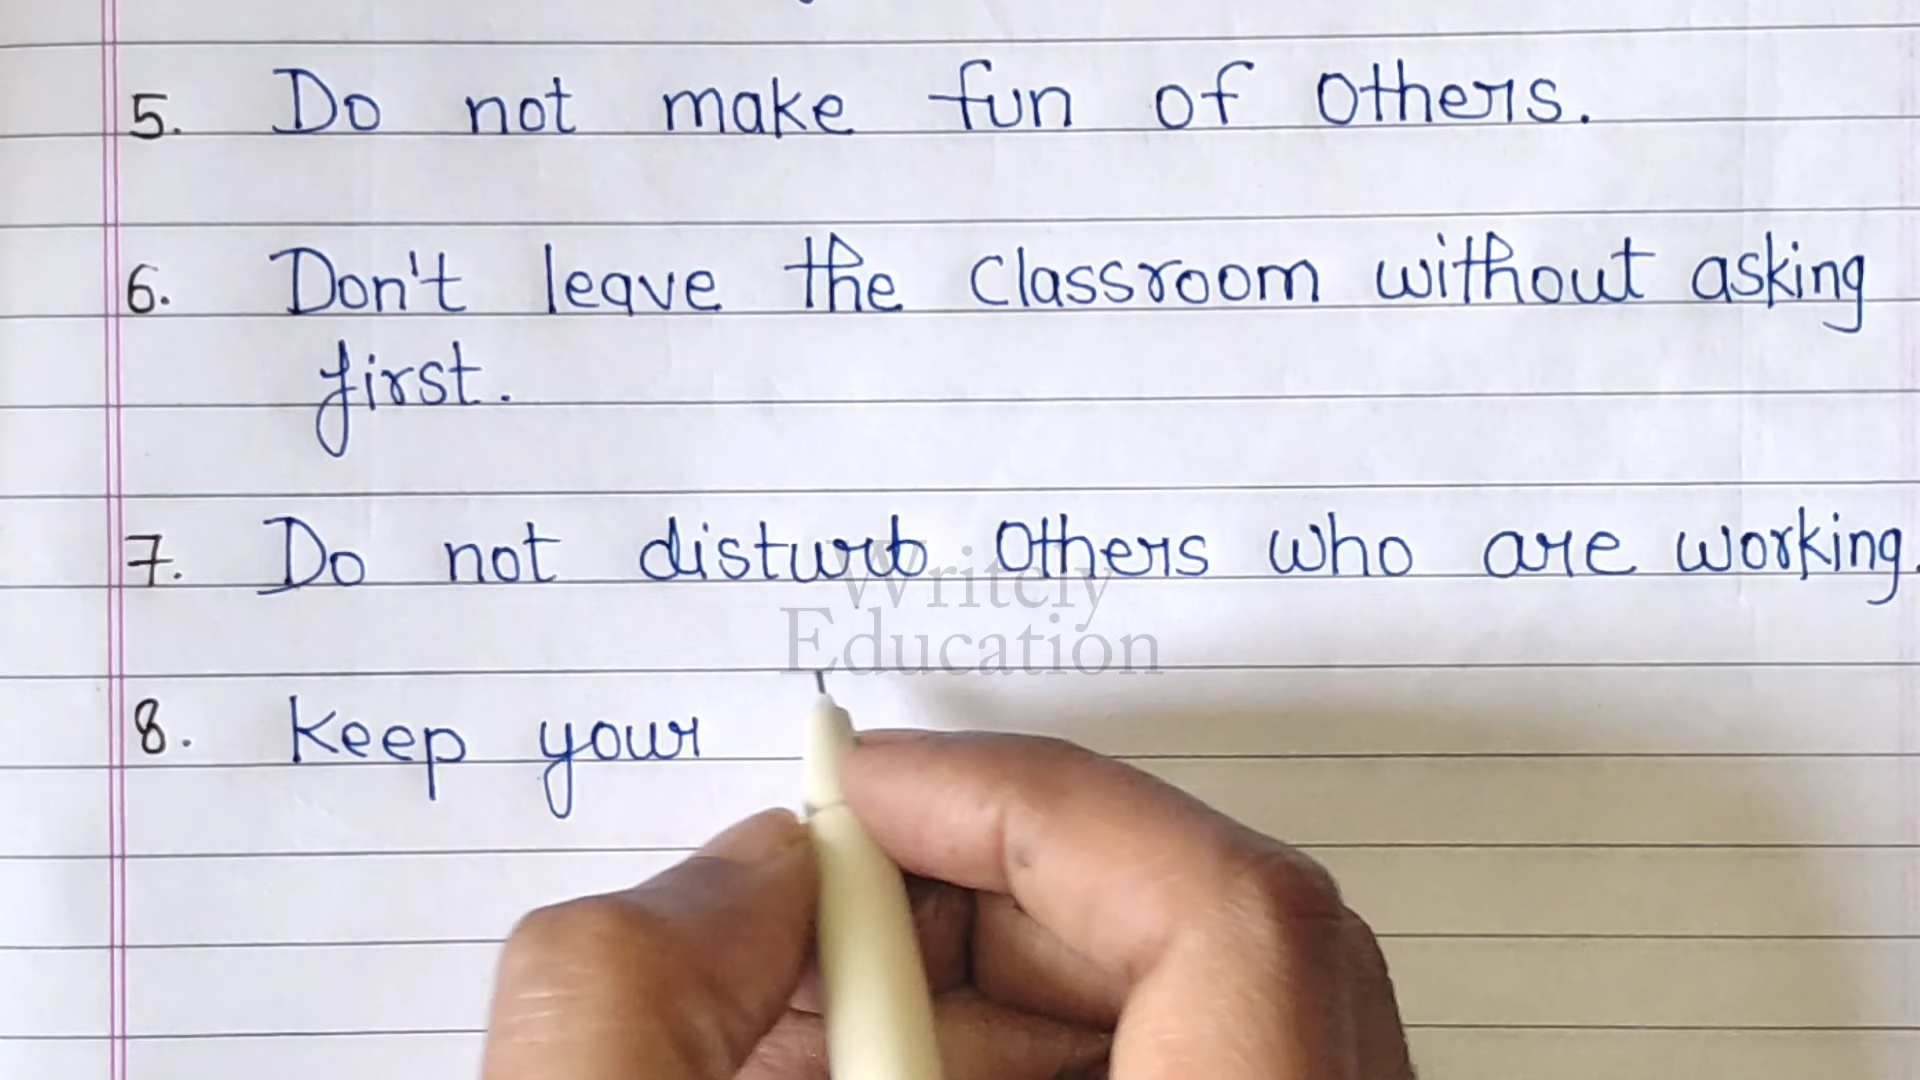 5. Do not make fun of others.
6. Don't leave the classroom without asking
first.
7. Do not disturb others who are working.
Writely
Education
8. Keep your